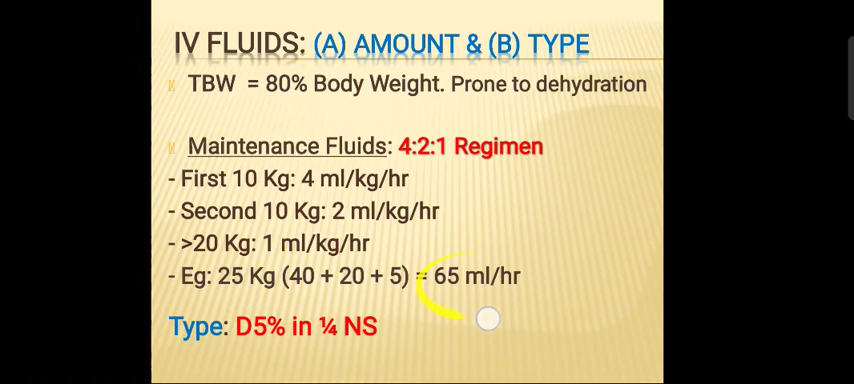 IV FLUIDS: (A) AMOUNT & (B) TYPE
TBW = 80% Body Weight. Prone to dehydration
Maintenance Fluids: 4:2:1 Regimen
- First 10 Kg: 4 ml/kg/hr
- Second 10 Kg: 2 ml/kg/hr
- >20 Kg: 1 ml/kg/hr
- Eg: 25 Kg (40 + 20 + 5) = 65 ml/hr
Type: D5% in ¼ NS